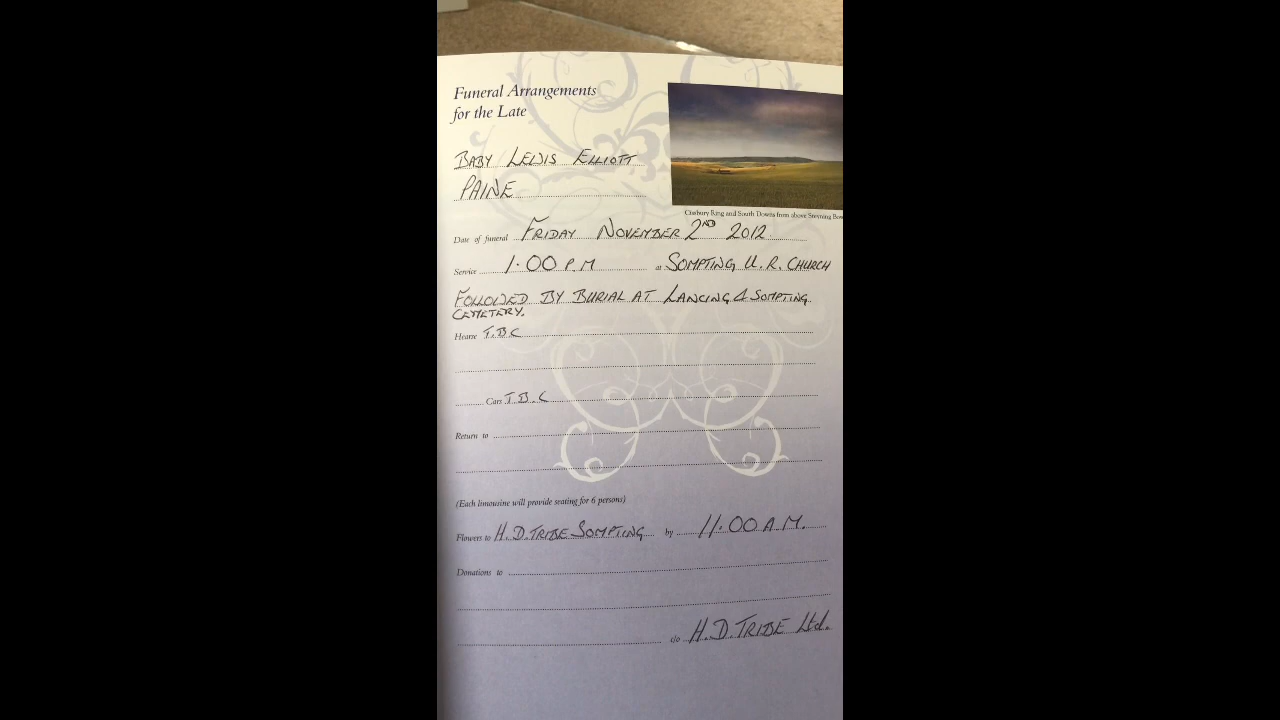 Funeral Arrangements
for the Late
BABY LEWIS ELLIOTT
PAINE
Cissbury Ring and South Downs from above Steyning
Date of funeral FRIDAY NOVEMBER 2ND 2012
Service 1.00 P.M at SOMPTING U.R. CHURCH
FOLLOWED BY BURIAL AT LANCING & SOMPTING
CEMETERY.
Hearse T.B.C
Cars T.B.C
Return to
(Each limousine will provide seating for 6 persons)
Flowers to H.D.TRIBE SOMPTING by 11.00 A.M.
Donations to
c/o H.D.TRIBE Ltd.